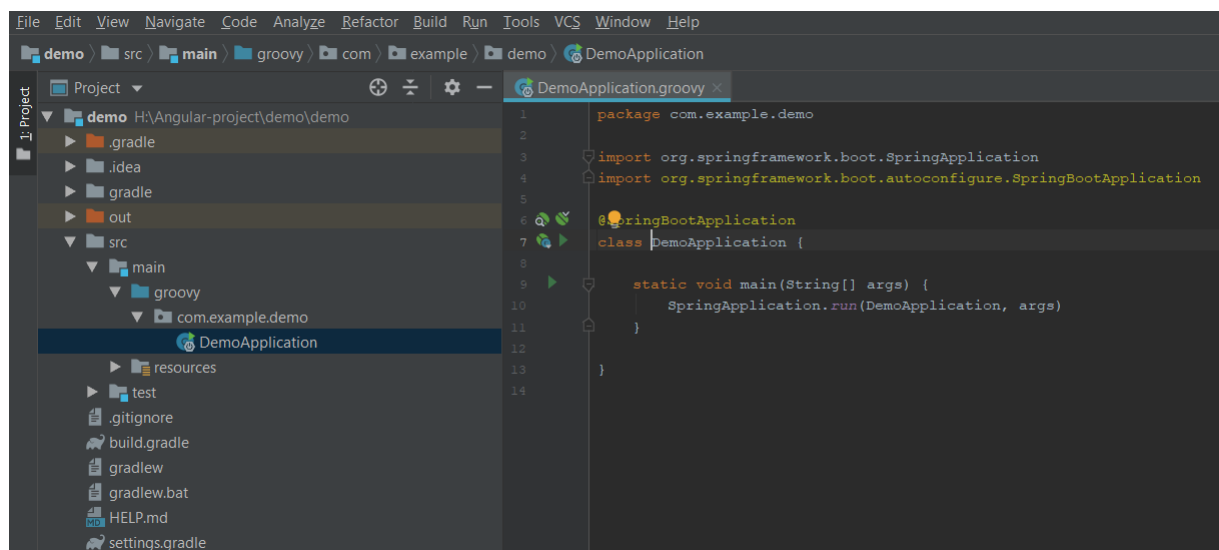 File Edit View Navigate Code Analyze Refactor Build Run Tools VCS Window Help
demo src main groovy com example demo DemoApplication
1: Project
Project
demo H:\Angular-project\demo\demo
.gradle
.idea
gradle
out
src
main
groovy
com.example.demo
DemoApplication
resources
test
.gitignore
build.gradle
gradlew
gradlew.bat
MD HELP.md
settings.gradle
DemoApplication.groovy
1 package com.example.demo
2
3 import org.springframework.boot.SpringApplication
4 import org.springframework.boot.autoconfigure.SpringBootApplication
5
6 @SpringBootApplication
7 class DemoApplication {
8
9 static void main(String[] args) {
10 SpringApplication.run(DemoApplication, args)
11 }
12
13 }
14